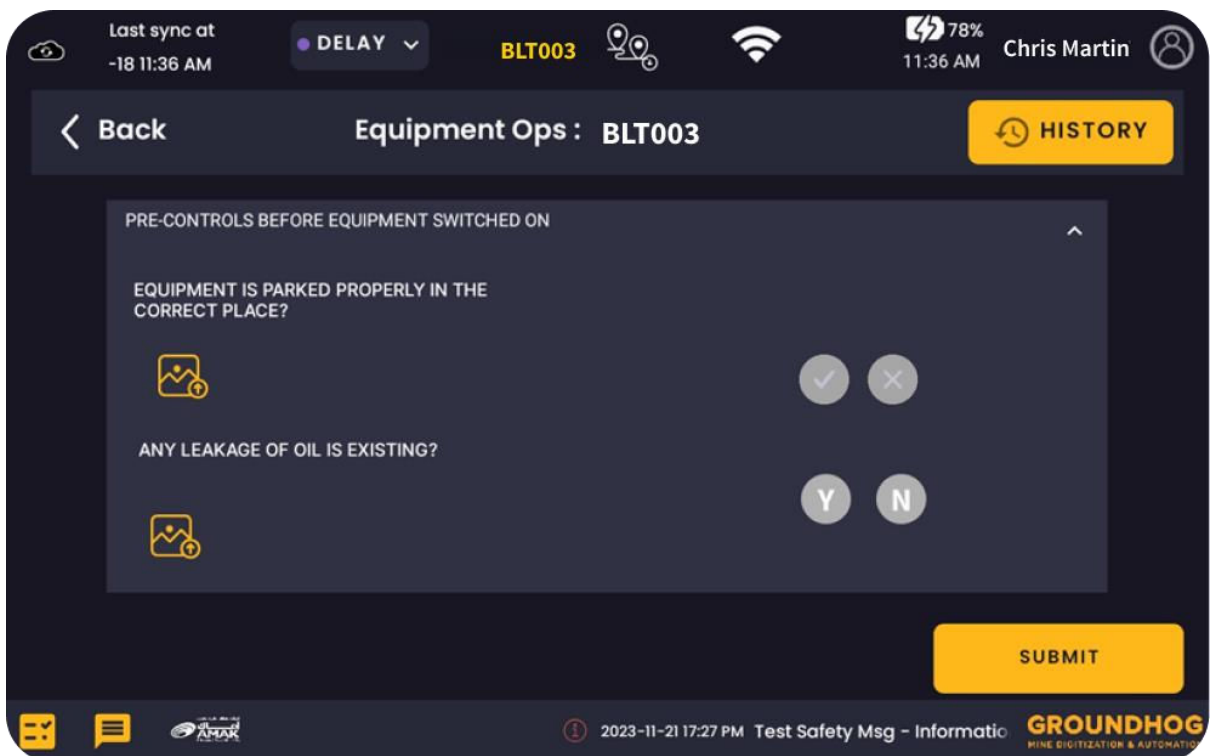 Last sync at
-18 11:36 AM
DELAY
BLT003
78%
11:36 AM
Chris Martin
Back
Equipment Ops : BLT003
HISTORY
PRE-CONTROLS BEFORE EQUIPMENT SWITCHED ON
EQUIPMENT IS PARKED PROPERLY IN THE
CORRECT PLACE?
ANY LEAKAGE OF OIL IS EXISTING?
Y N
SUBMIT
AMAK
2023-11-21 17:27 PM Test Safety Msg - Informatio
GROUNDHOG
MINE DIGITIZATION & AUTOMATION